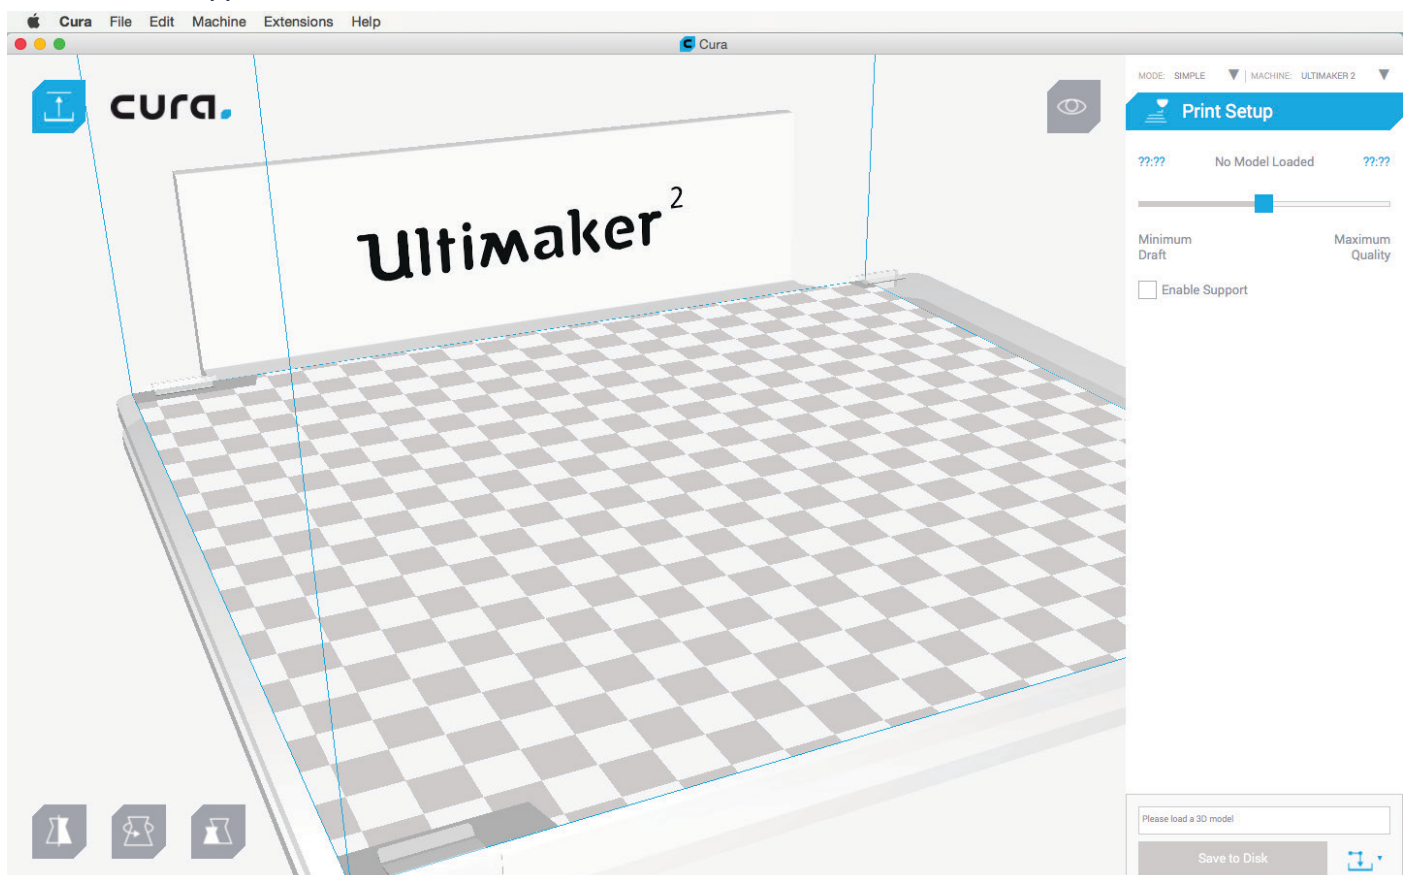 Cura File Edit Machine Extensions Help
Cura
cura.
Ultimaker 2
MODE: SIMPLE ▼ | MACHINE: ULTIMAKER 2 ▼
Print Setup
??:?? No Model Loaded ??:??
Minimum Maximum
Draft Quality
Enable Support
Please load a 3D model
Save to Disk